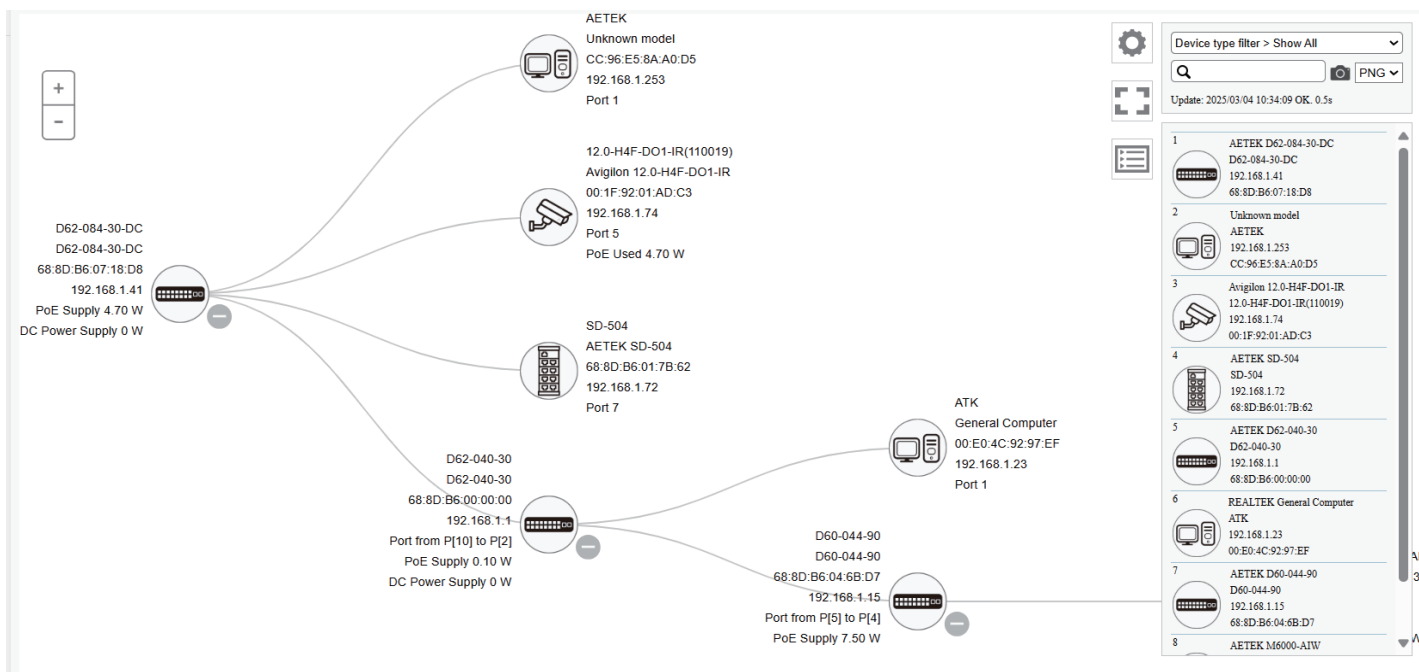 +
−
AETEK
Unknown model
CC:96:E5:8A:A0:D5
192.168.1.253
Port 1
12.0-H4F-DO1-IR(110019)
Avigilon 12.0-H4F-DO1-IR
00:1F:92:01:AD:C3
192.168.1.74
Port 5
PoE Used 4.70 W
D62-084-30-DC
D62-084-30-DC
68:8D:B6:07:18:D8
192.168.1.41
PoE Supply 4.70 W
DC Power Supply 0 W
SD-504
AETEK SD-504
68:8D:B6:01:7B:62
192.168.1.72
Port 7
D62-040-30
D62-040-30
68:8D:B6:00:00:00
192.168.1.1
Port from P[10] to P[2]
PoE Supply 0.10 W
DC Power Supply 0 W
ATK
General Computer
00:E0:4C:92:97:EF
192.168.1.23
Port 1
D60-044-90
D60-044-90
68:8D:B6:04:6B:D7
192.168.1.15
Port from P[5] to P[4]
PoE Supply 7.50 W
Device type filter > Show All
PNG
Update: 2025/03/04 10:34:09 OK. 0.5s
1
AETEK D62-084-30-DC
D62-084-30-DC
192.168.1.41
68:8D:B6:07:18:D8
2
Unknown model
AETEK
192.168.1.253
CC:96:E5:8A:A0:D5
3
Avigilon 12.0-H4F-DO1-IR
12.0-H4F-DO1-IR(110019)
192.168.1.74
00:1F:92:01:AD:C3
4
AETEK SD-504
SD-504
192.168.1.72
68:8D:B6:01:7B:62
5
AETEK D62-040-30
D62-040-30
192.168.1.1
68:8D:B6:00:00:00
6
REALTEK General Computer
ATK
192.168.1.23
00:E0:4C:92:97:EF
7
AETEK D60-044-90
D60-044-90
192.168.1.15
68:8D:B6:04:6B:D7
8
AETEK M6000-AIW